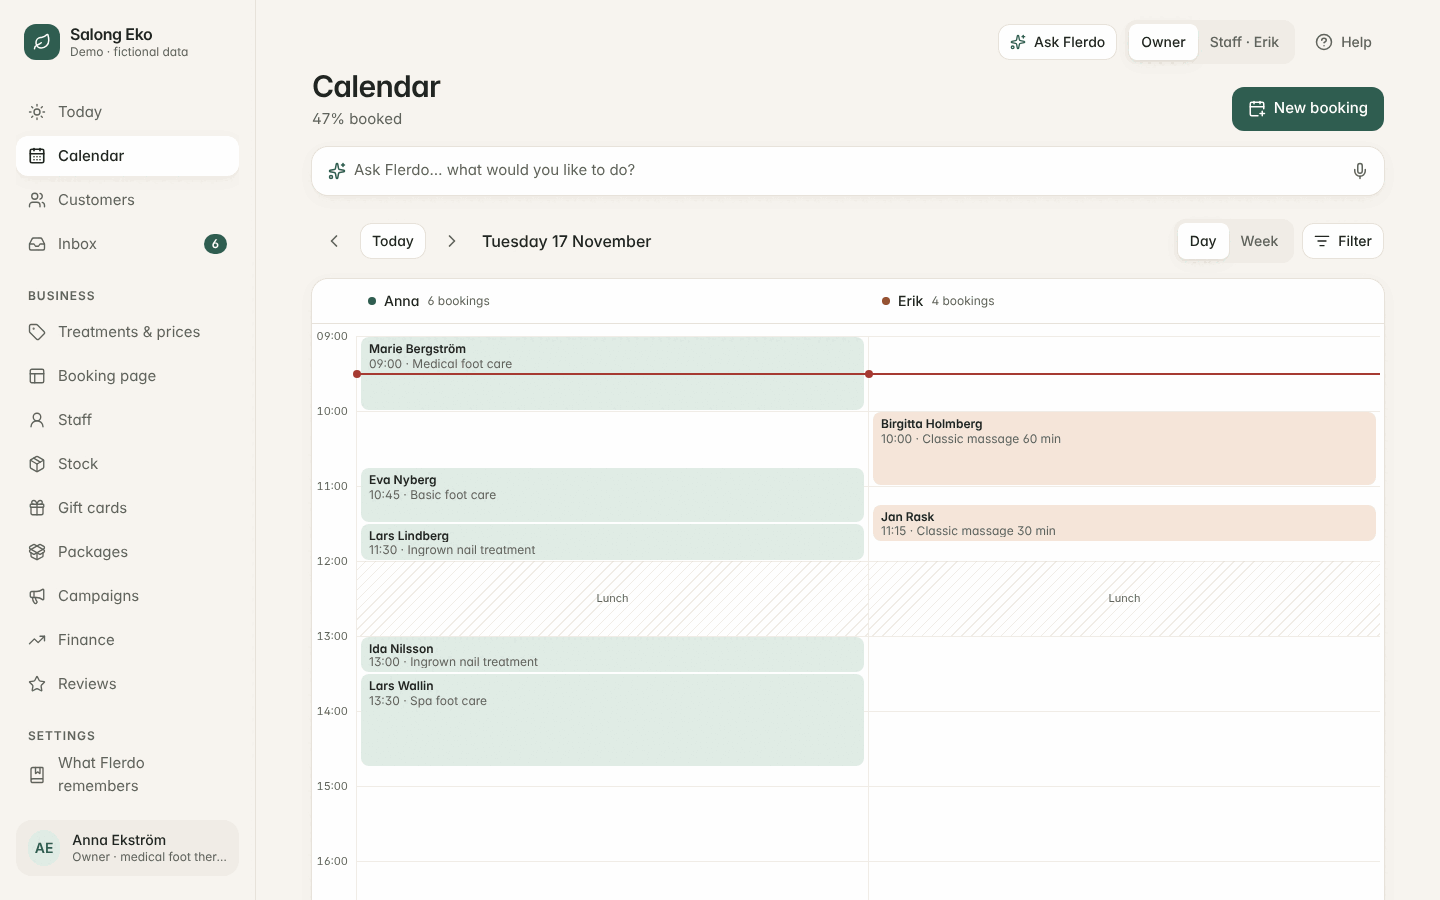 Salong Eko
Demo · fictional data
Today
Calendar
Customers
Inbox
6
BUSINESS
Treatments & prices
Booking page
Staff
Stock
Gift cards
Packages
Campaigns
Finance
Reviews
SETTINGS
What Flerdo
remembers
AE
Anna Ekström
Owner · medical foot ther...
Ask Flerdo
Owner
Staff · Erik
Help
Calendar
47% booked
New booking
Ask Flerdo... what would you like to do?
Today
Tuesday 17 November
Day
Week
Filter
Anna 6 bookings
Erik 4 bookings
09:00
Marie Bergström
09:00 · Medical foot care
10:00
Birgitta Holmberg
10:00 · Classic massage 60 min
Eva Nyberg
10:45 · Basic foot care
11:00
Jan Rask
11:15 · Classic massage 30 min
Lars Lindberg
11:30 · Ingrown nail treatment
12:00
Lunch
Lunch
13:00
Ida Nilsson
13:00 · Ingrown nail treatment
Lars Wallin
13:30 · Spa foot care
14:00
15:00
16:00